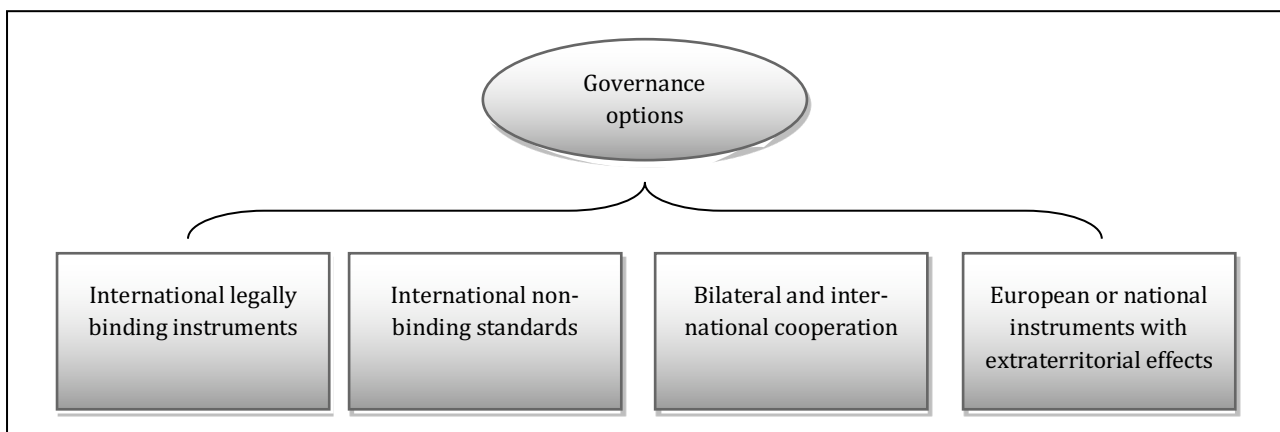 Governance
options
International legally
binding instruments
International non-
binding standards
Bilateral and inter-
national cooperation
European or national
instruments with
extraterritorial effects